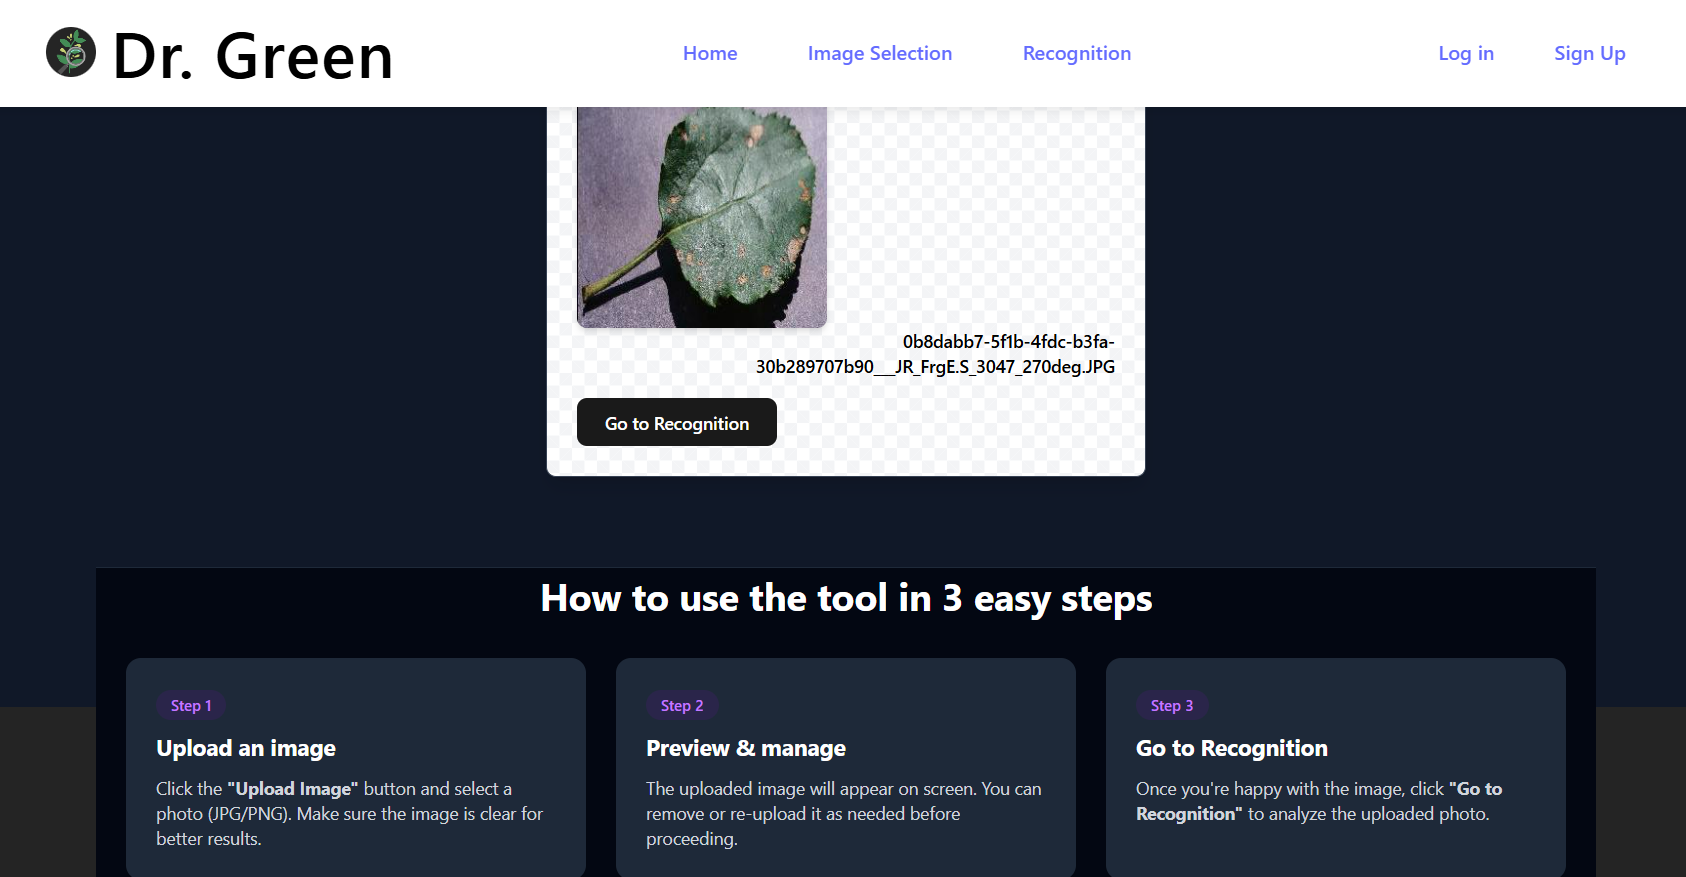 Dr. Green
Home
Image Selection
Recognition
Log in
Sign Up
0b8dabb7-5f1b-4fdc-b3fa-
30b289707b90___JR_FrgE.S_3047_270deg.JPG
Go to Recognition
How to use the tool in 3 easy steps
Step 1
Upload an image
Click the "Upload Image" button and select a
photo (JPG/PNG). Make sure the image is clear for
better results.
Step 2
Preview & manage
The uploaded image will appear on screen. You can
remove or re-upload it as needed before
proceeding.
Step 3
Go to Recognition
Once you're happy with the image, click "Go to
Recognition" to analyze the uploaded photo.